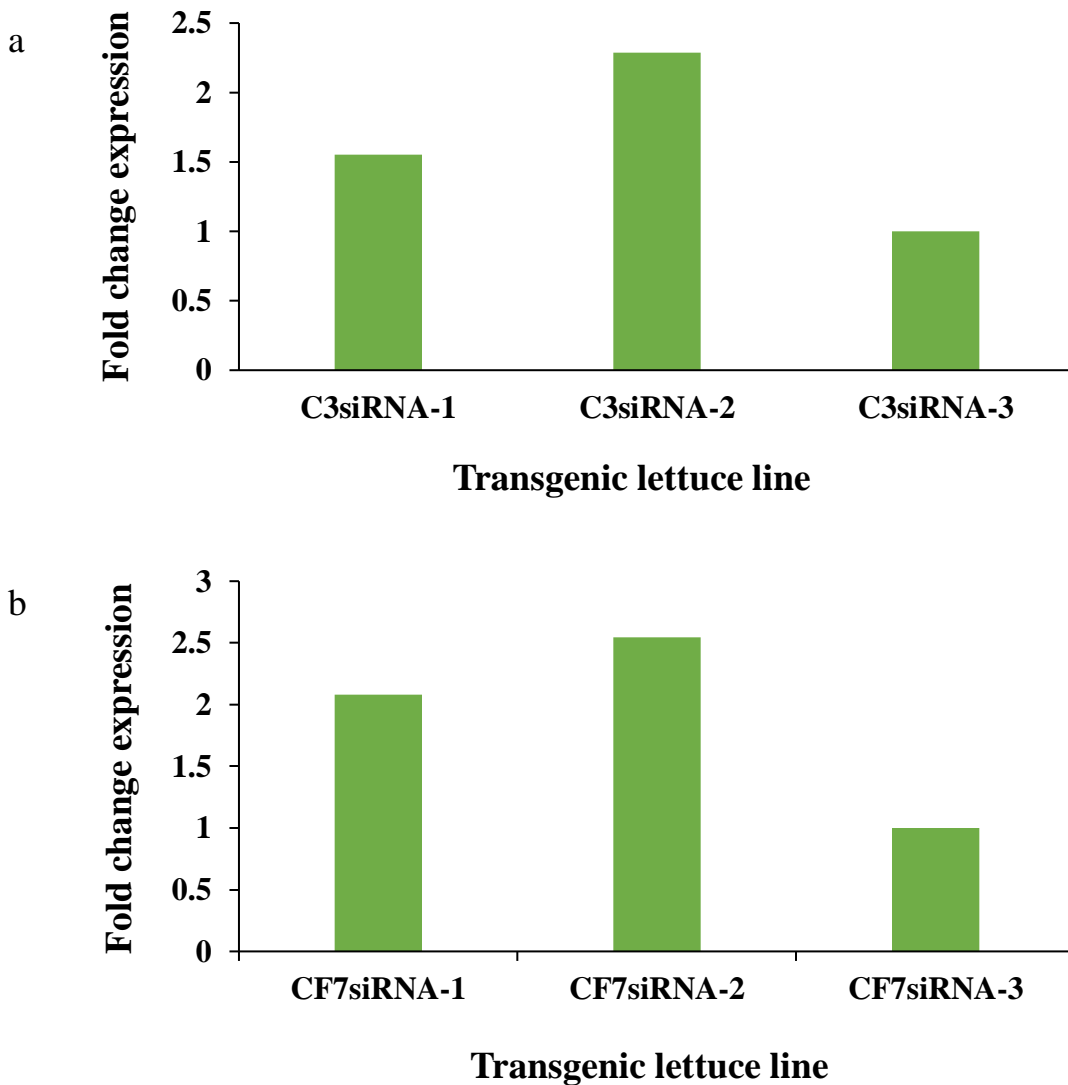 a
Fold change expression
2.5
2
1.5
1
0.5
0
C3siRNA-1 C3siRNA-2 C3siRNA-3
Transgenic lettuce line
b
Fold change expression
3
2.5
2
1.5
1
0.5
0
CF7siRNA-1 CF7siRNA-2 CF7siRNA-3
Transgenic lettuce line